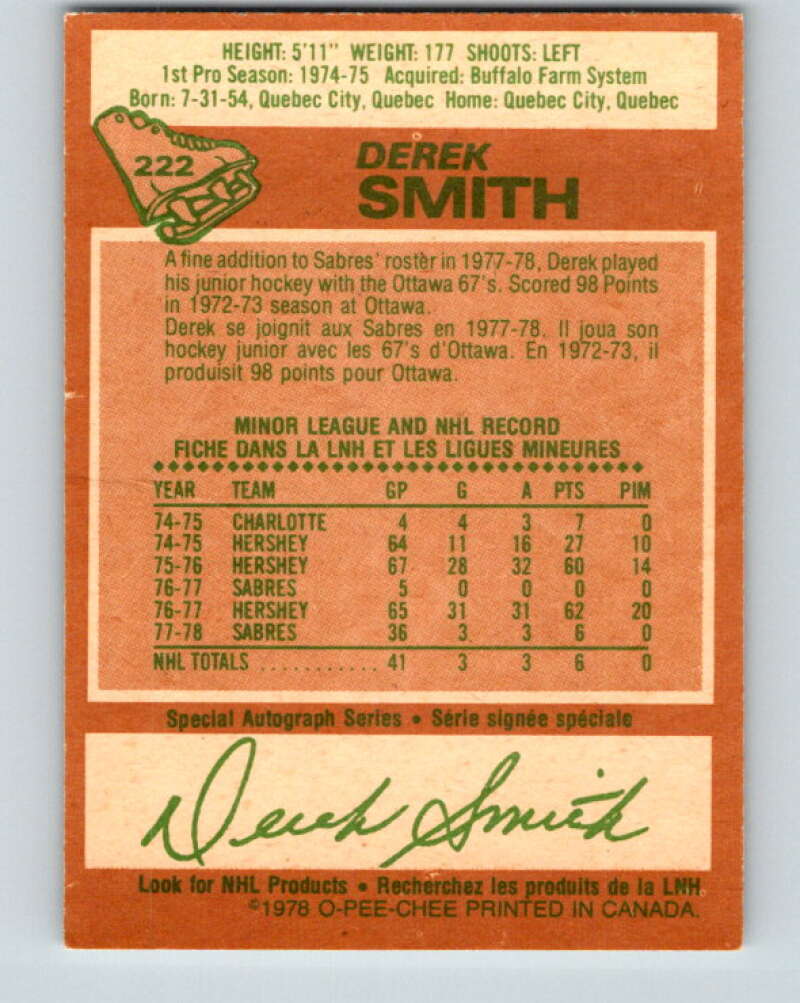 HEIGHT: 5'11" WEIGHT: 177 SHOOTS: LEFT
1st Pro Season: 1974-75 Acquired: Buffalo Farm System
Born: 7-31-54, Quebec City, Quebec Home: Quebec City, Quebec
222
DEREK
SMITH
A fine addition to Sabres' roster in 1977-78, Derek played
his junior hockey with the Ottawa 67's. Scored 98 Points
in 1972-73 season at Ottawa.
Derek se joignit aux Sabres en 1977-78. Il joua son
hockey junior avec les 67's d'Ottawa. En 1972-73, il
produisit 98 points pour Ottawa.
MINOR LEAGUE AND NHL RECORD
FICHE DANS LA LNH ET LES LIGUES MINEURES
YEAR TEAM GP G A PTS PIM
74-75 CHARLOTTE 4 4 3 7 0
74-75 HERSHEY 64 11 16 27 10
75-76 HERSHEY 67 28 32 60 14
76-77 SABRES 5 0 0 0 0
76-77 HERSHEY 65 31 31 62 20
77-78 SABRES 36 3 3 6 0
NHL TOTALS ........... 41 3 3 6 0
Special Autograph Series • Série signée spéciale
Derek Smith
Look for NHL Products • Recherchez les produits de la LNH
©1978 O-PEE-CHEE PRINTED IN CANADA.